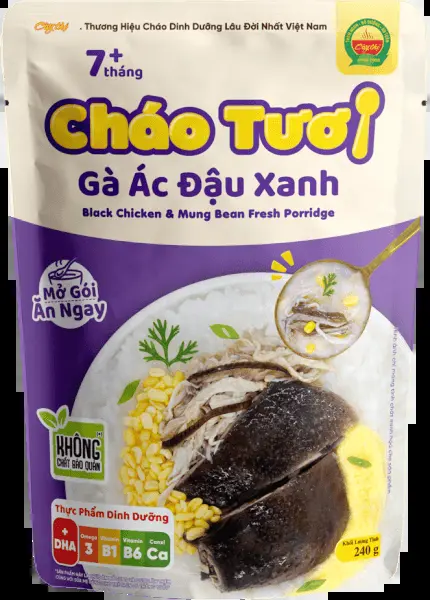 Cây Thị . Thương Hiệu Cháo Dinh Dưỡng Lâu Đời Nhất Việt Nam
Cây Thị
7+
tháng
Cháo Tươi
Gà Ác Đậu Xanh
Black Chicken & Mung Bean Fresh Porridge
Mở Gói
Ăn Ngay
KHÔNG
CHẤT BẢO QUẢN
Thực Phẩm Dinh Dưỡng
+
DHA
Omega
3
Vitamin
B1
Vitamin
B6
Canxi
Ca
Khối Lượng Tịnh
240 g